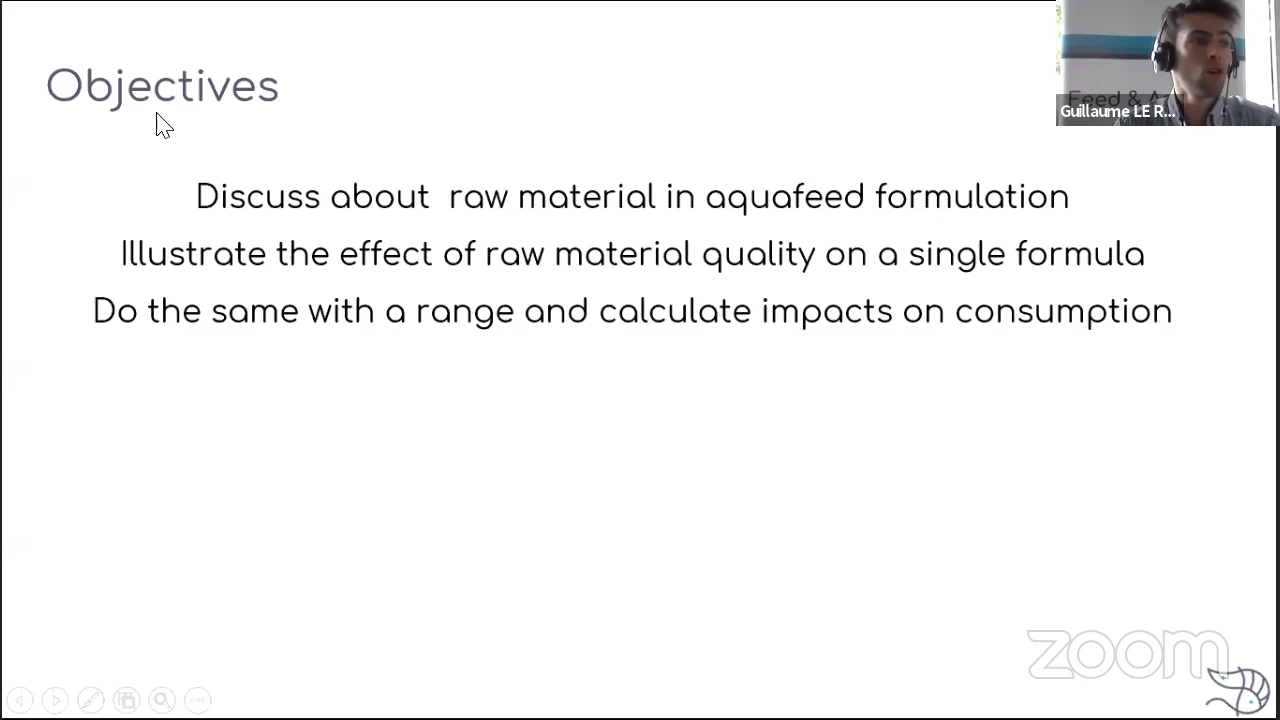 Objectives
Feed & A
Guillaume LE R...
Discuss about  raw material in aquafeed formulation
Illustrate the effect of raw material quality on a single formula
Do the same with a range and calculate impacts on consumption
zoom